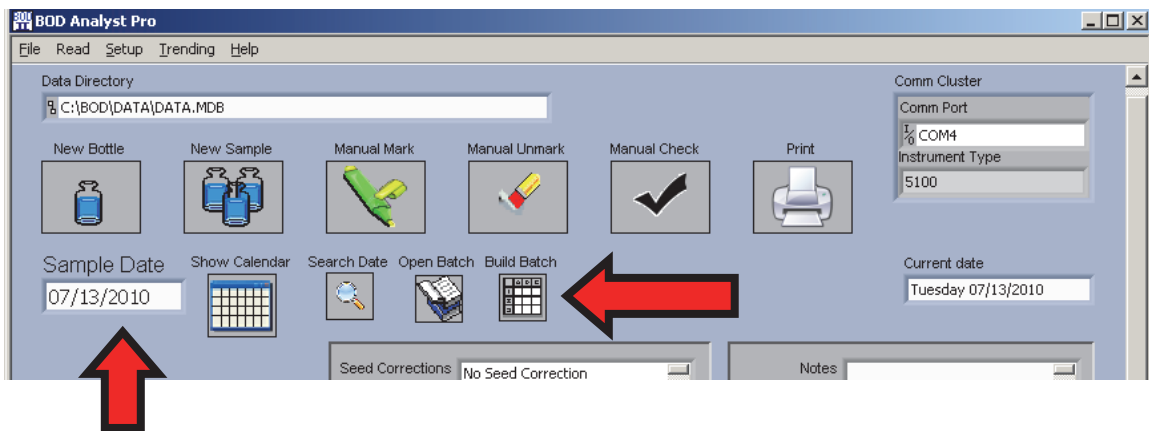 BOD Analyst Pro
File Read Setup Trending Help
Data Directory
C:\BOD\DATA\DATA.MDB
Comm Cluster
Comm Port
COM4
Instrument Type
5100
New Bottle New Sample Manual Mark Manual Unmark Manual Check Print
Sample Date
07/13/2010
Show Calendar Search Date Open Batch Build Batch
Current date
Tuesday 07/13/2010
Seed Corrections No Seed Correction
Notes